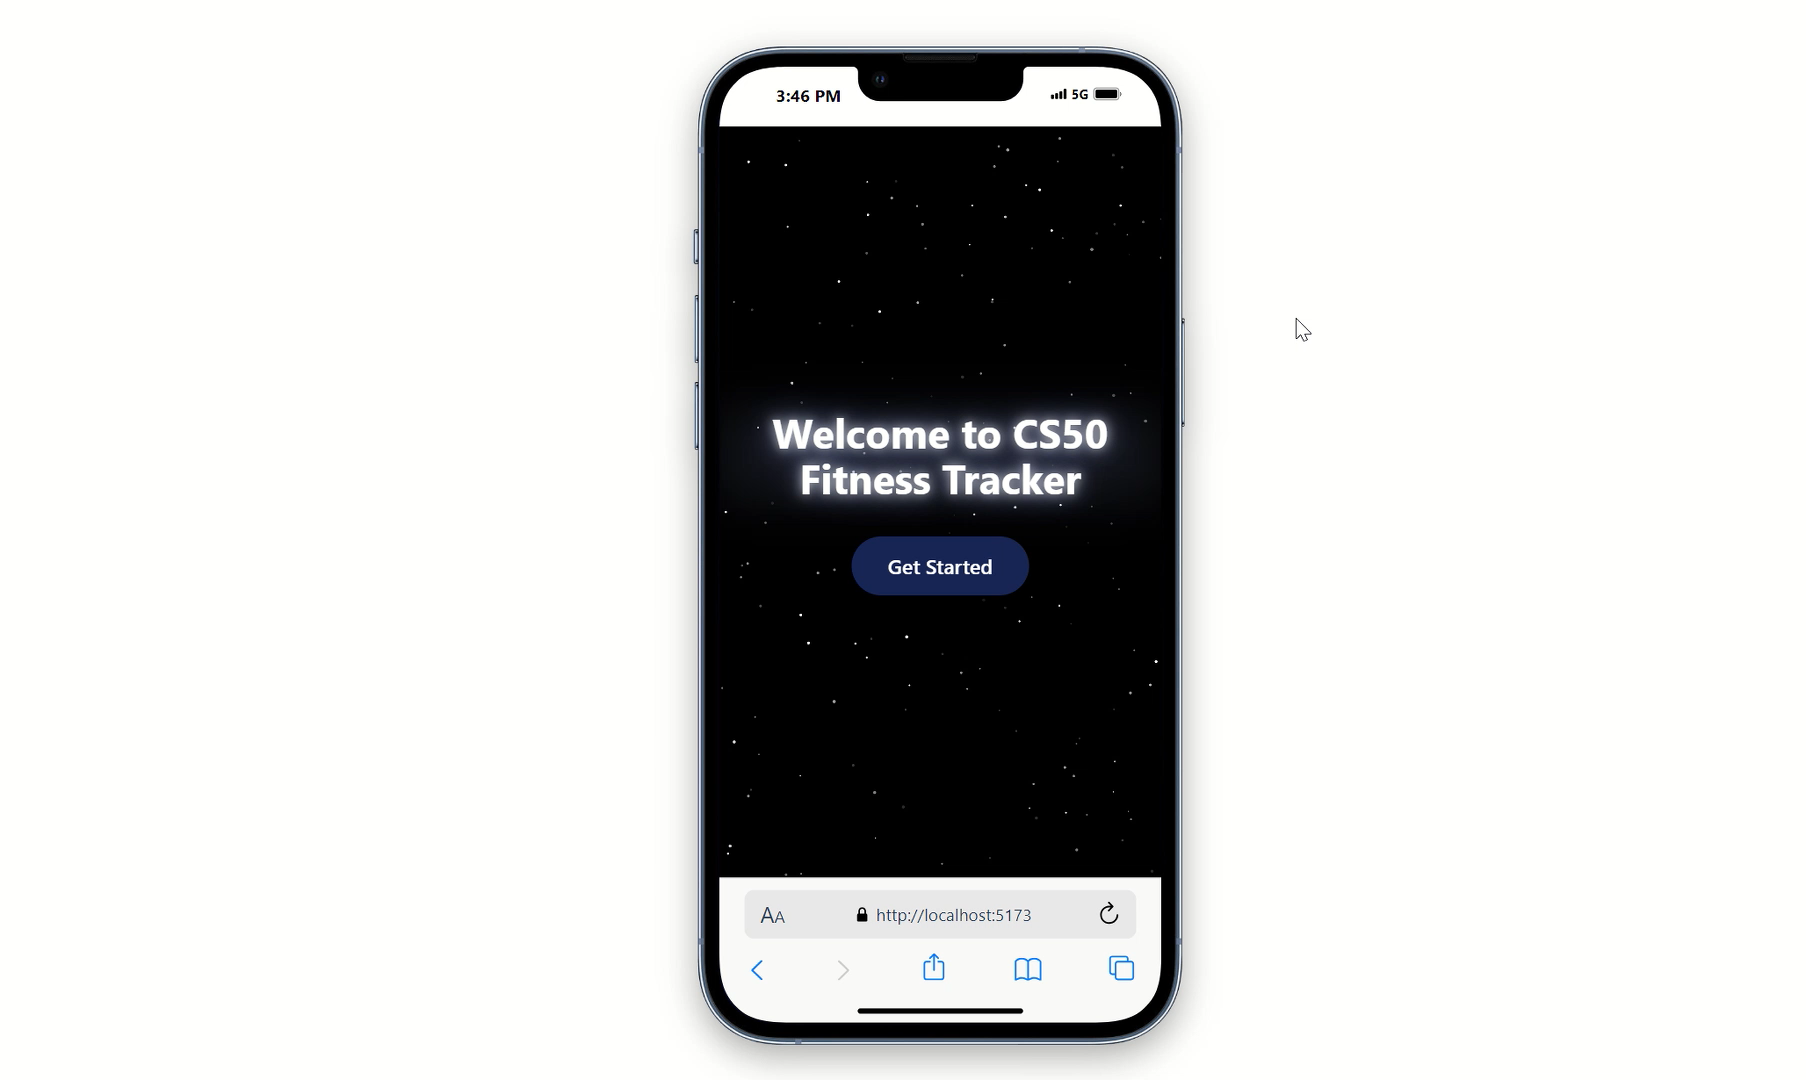 3:46 PM 5G
Welcome to CS50
Fitness Tracker
Get Started
AA http://localhost:5173